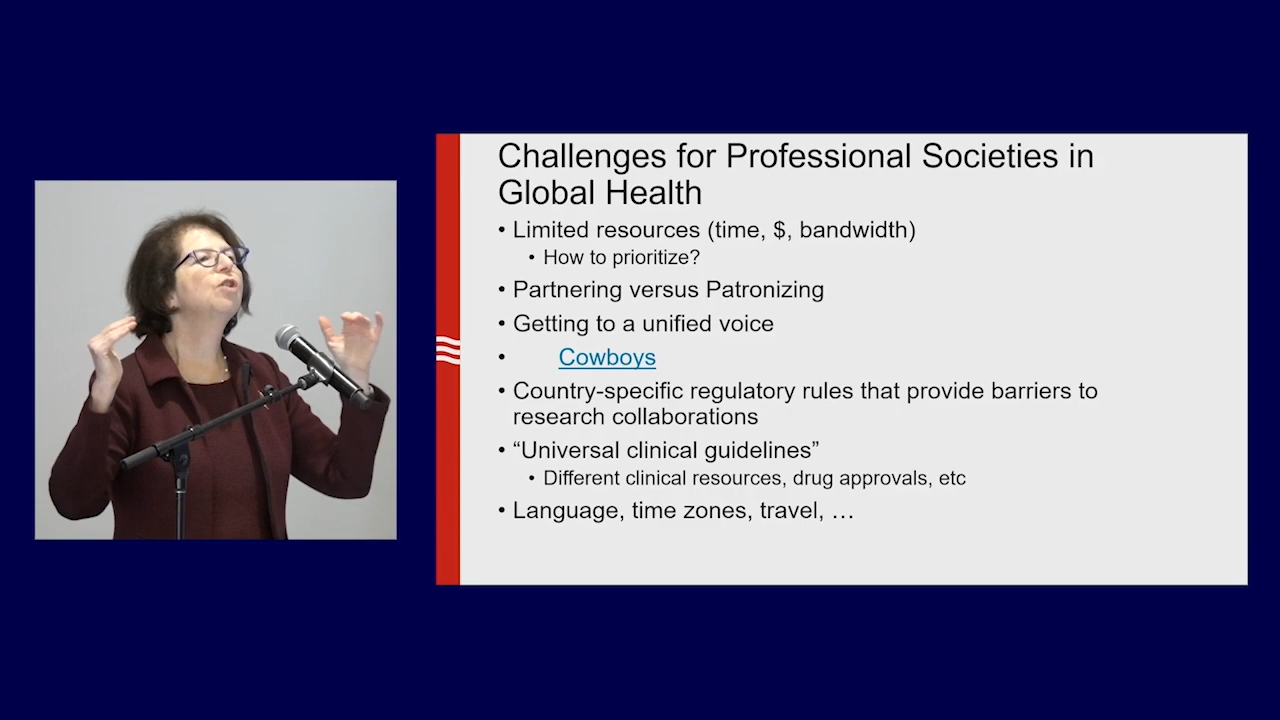 Challenges for Professional Societies in
Global Health
• Limited resources (time, $, bandwidth)
• How to prioritize?
• Partnering versus Patronizing
• Getting to a unified voice
• Cowboys
• Country-specific regulatory rules that provide barriers to
research collaborations
• “Universal clinical guidelines”
• Different clinical resources, drug approvals, etc
• Language, time zones, travel, …